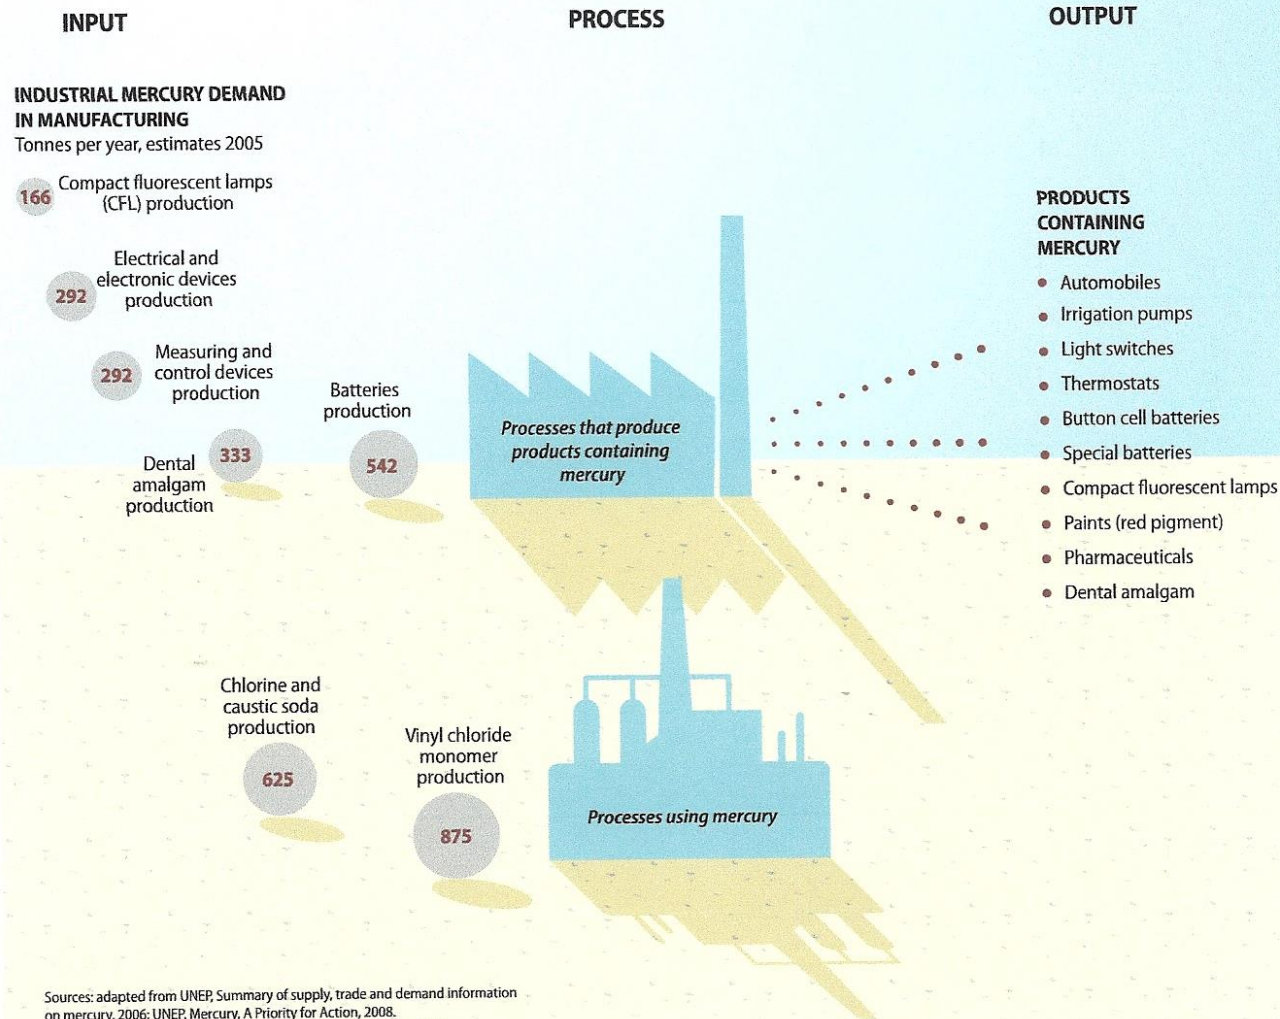 INPUT
PROCESS
OUTPUT
INDUSTRIAL MERCURY DEMAND
IN MANUFACTURING
Tonnes per year, estimates 2005
166
Compact fluorescent lamps
(CFL) production
292
Electrical and
electronic devices
production
292
Measuring and
control devices
production
333
Dental
amalgam
production
Batteries
production
542
Processes that produce
products containing
mercury
PRODUCTS
CONTAINING
MERCURY
• Automobiles
• Irrigation pumps
• Light switches
• Thermostats
• Button cell batteries
• Special batteries
• Compact fluorescent lamps
• Paints (red pigment)
• Pharmaceuticals
• Dental amalgam
Chlorine and
caustic soda
production
625
Vinyl chloride
monomer
production
875
Processes using mercury
Sources: adapted from UNEP, Summary of supply, trade and demand information
on mercury, 2006; UNEP, Mercury, A Priority for Action, 2008.